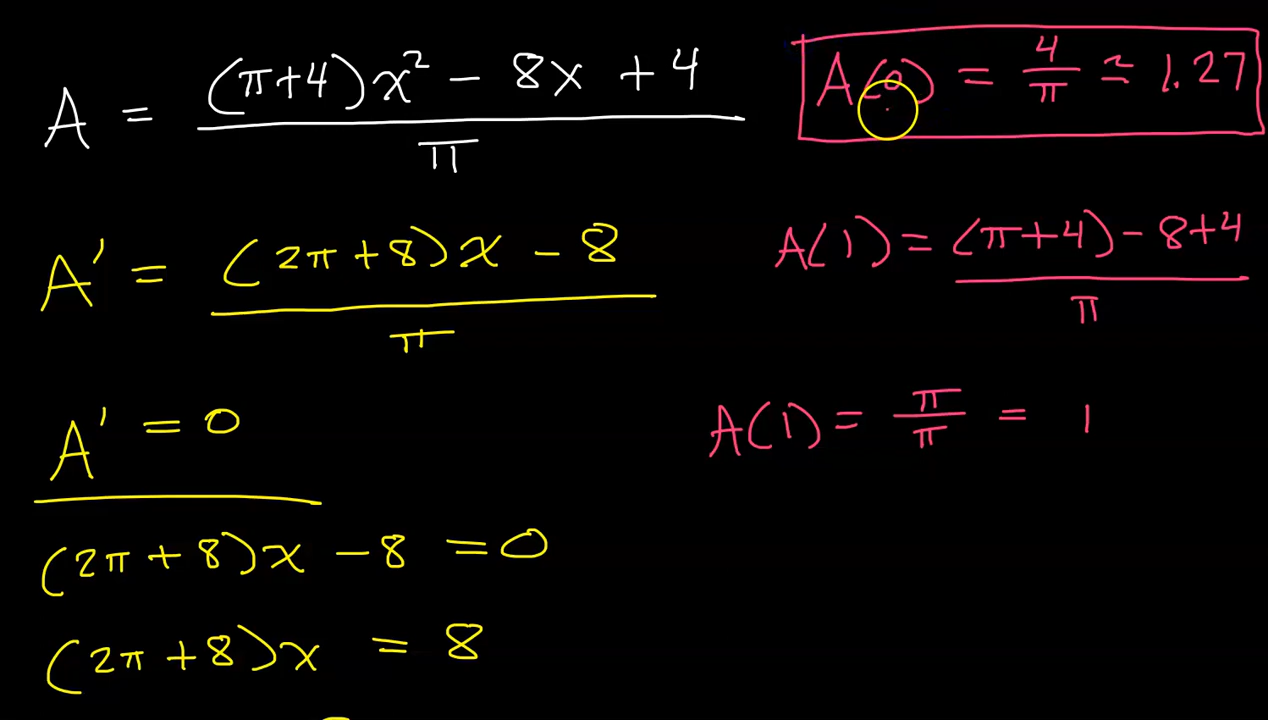 A = ((π+4)x² − 8x + 4)/π
A' = ((2π+8)x − 8)/π
A' = 0
(2π+8)x − 8 = 0
(2π+8)x = 8
A(0) = 4/π ≈ 1.27
A(1) = ((π+4) − 8+4)/π
A(1) = π/π = 1